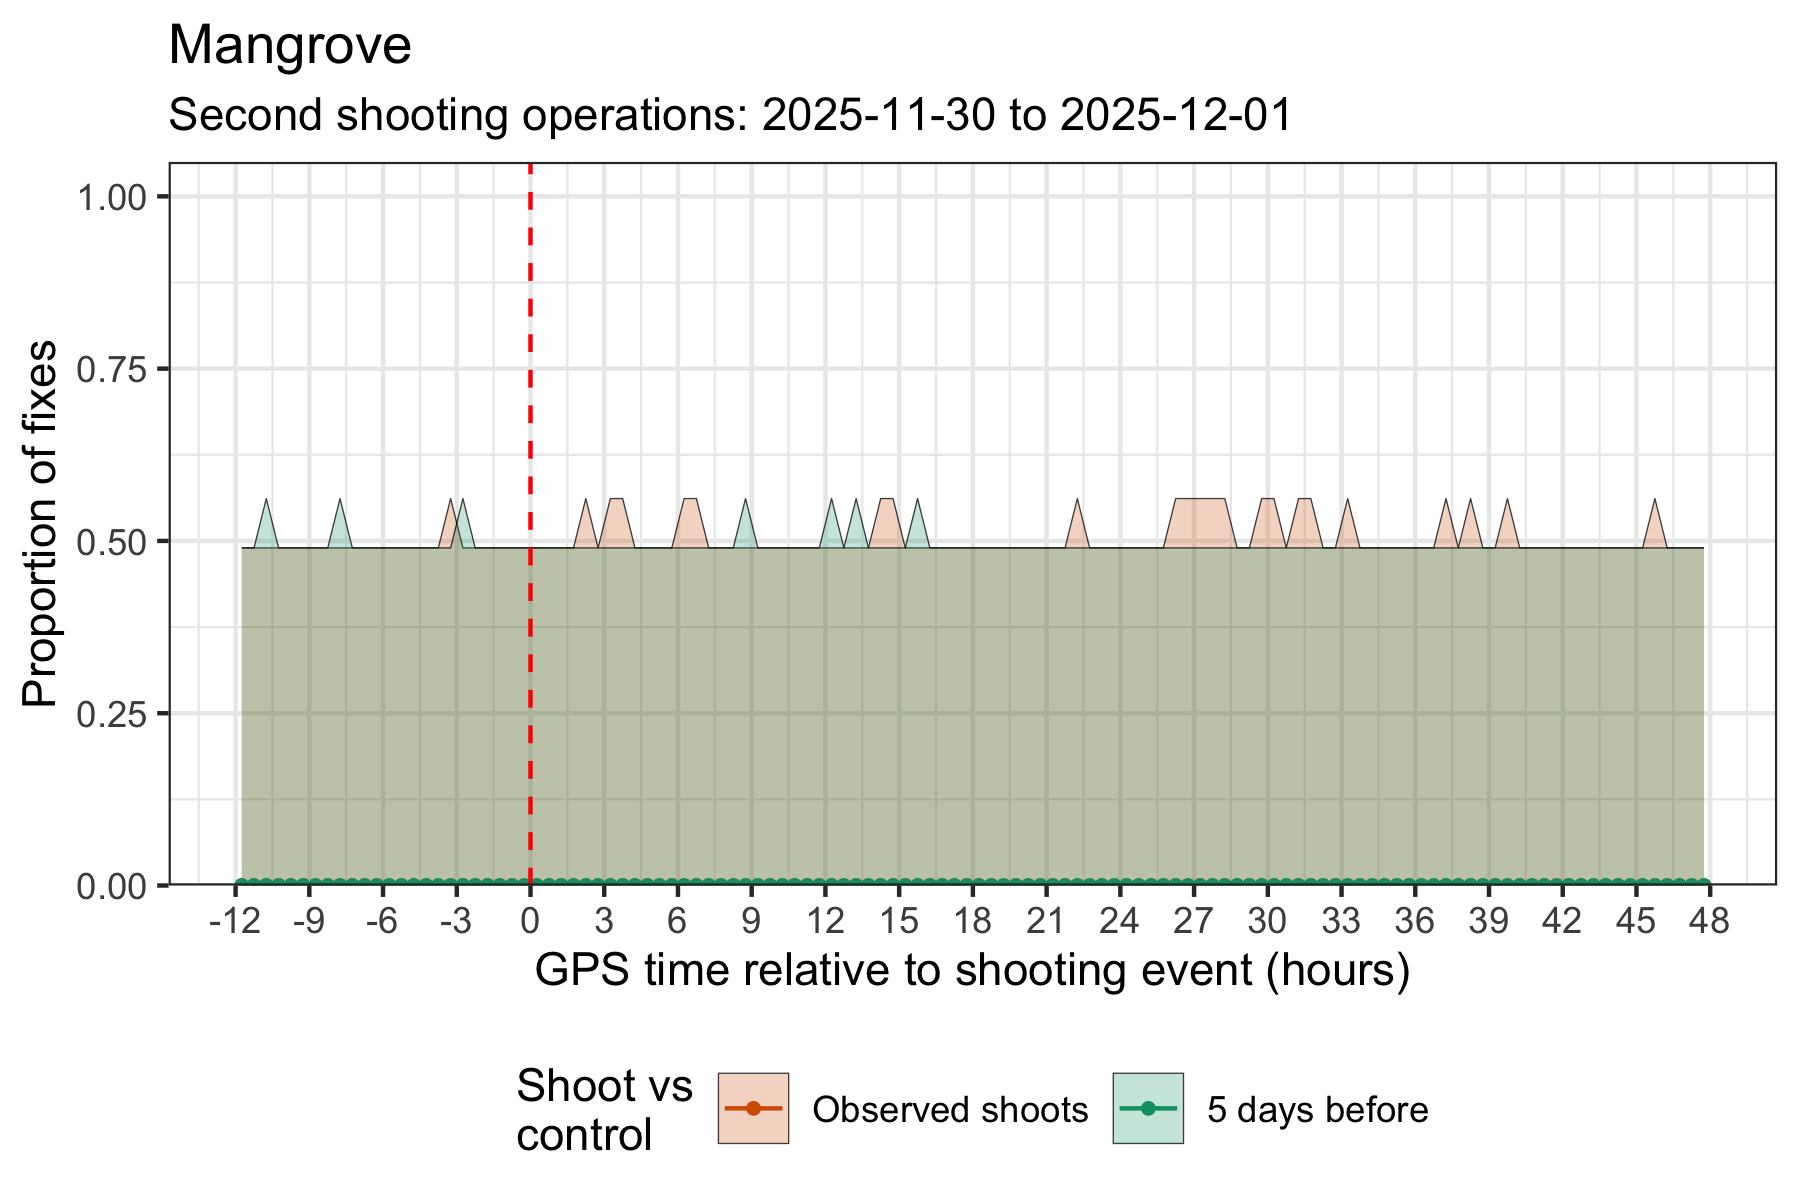 Mangrove
Second shooting operations: 2025-11-30 to 2025-12-01
Proportion of fixes
1.00
0.75
0.50
0.25
0.00
-12 -9 -6 -3 0 3 6 9 12 15 18 21 24 27 30 33 36 39 42 45 48
GPS time relative to shooting event (hours)
Shoot vs
control
Observed shoots
5 days before